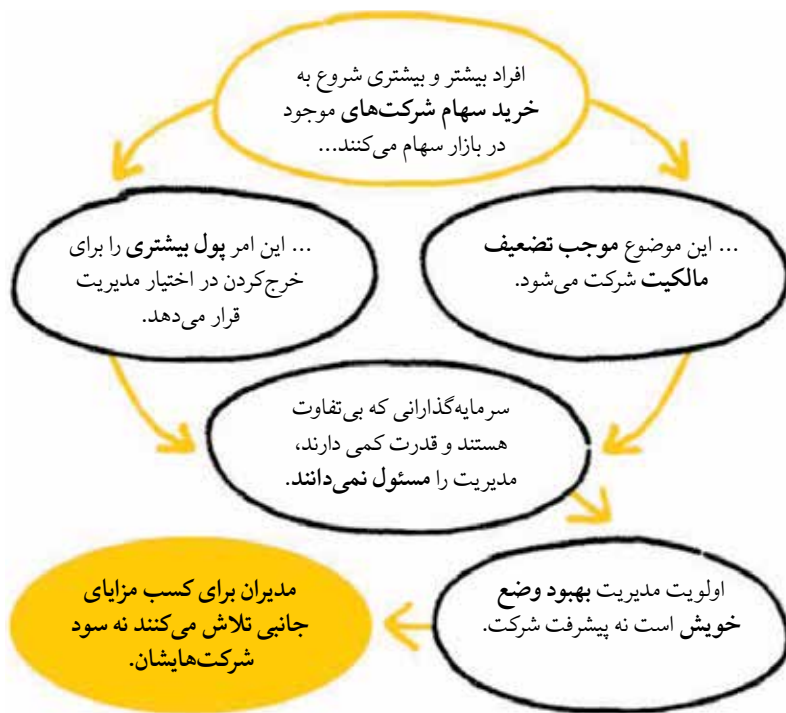 افراد بیشتر و بیشتری شروع به
خرید سهام شرکت‌های موجود
در بازار سهام می‌کنند...
... این موضوع موجب تضعیف
مالکیت شرکت می‌شود.
... این امر پول بیشتری را برای
خرج‌کردن در اختیار مدیریت
قرار می‌دهد.
سرمایه‌گذارانی که بی‌تفاوت
هستند و قدرت کمی دارند،
مدیریت را مسئول نمی‌دانند.
اولویت مدیریت بهبود وضع
خویش است نه پیشرفت شرکت.
مدیران برای کسب مزایای
جانبی تلاش می‌کنند نه سود
شرکت‌هایشان.